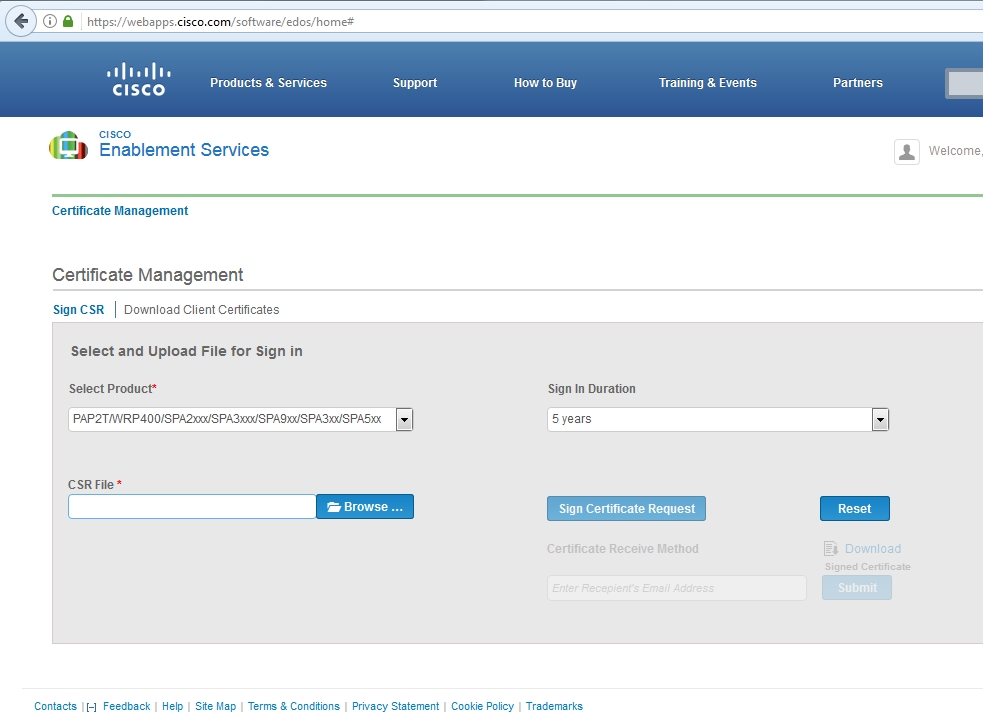 https://webapps.cisco.com/software/edos/home#
CISCO
Products & Services Support How to Buy Training & Events Partners
CISCO
Enablement Services
Welcome,
Certificate Management
Certificate Management
Sign CSR | Download Client Certificates
Select and Upload File for Sign in
Select Product* Sign In Duration
PAP2T/WRP400/SPA2xxx/SPA3xxx/SPA9xx/SPA3xx/SPA5xx 5 years
CSR File *
Browse ... Sign Certificate Request Reset
Certificate Receive Method Download
Signed Certificate
Enter Recepient's Email Address Submit
Contacts | [–] Feedback | Help | Site Map | Terms & Conditions | Privacy Statement | Cookie Policy | Trademarks